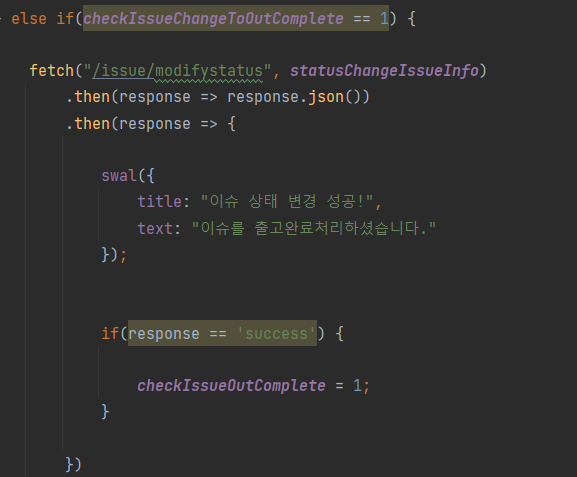 else if(checkIssueChangeToOutComplete == 1) {
fetch("/issue/modifystatus", statusChangeIssueInfo)
.then(response => response.json())
.then(response => {
swal({
title: "이슈 상태 변경 성공!",
text: "이슈를 출고완료처리하셨습니다."
});
if(response == 'success') {
checkIssueOutComplete = 1;
}
})